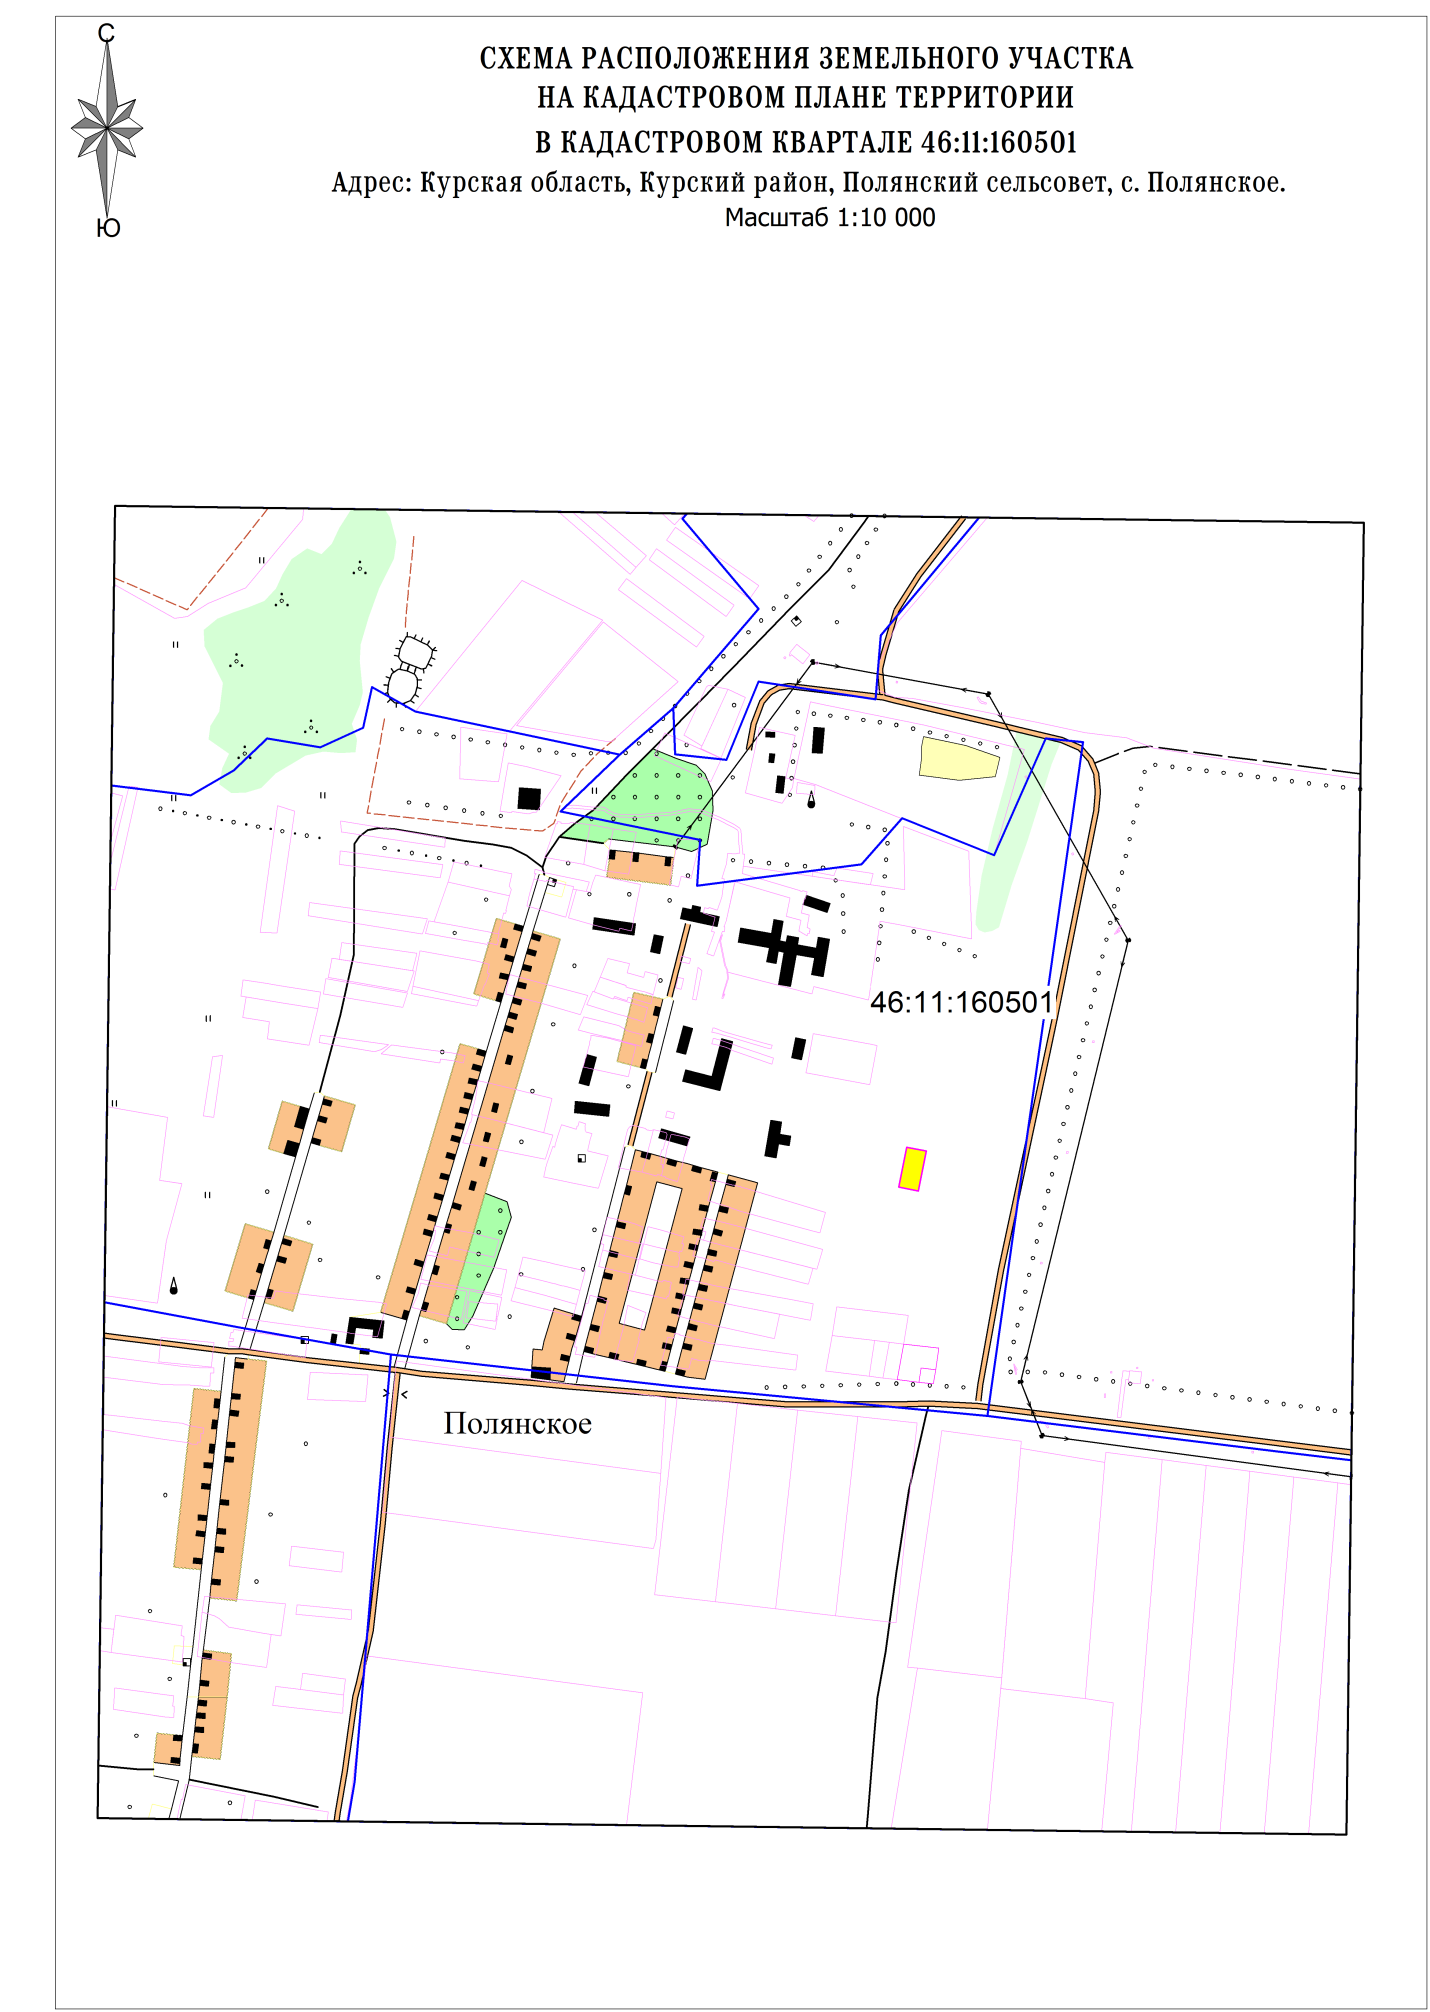 С
СХЕМА РАСПОЛОЖЕНИЯ ЗЕМЕЛЬНОГО УЧАСТКА
НА КАДАСТРОВОМ ПЛАНЕ ТЕРРИТОРИИ
В КАДАСТРОВОМ КВАРТАЛЕ 46:11:160501
Адрес: Курская область, Курский район, Полянский сельсовет, с. Полянское.
Масштаб 1:10 000
Ю
46:11:160501
Полянское